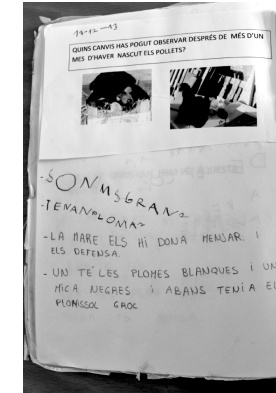 14-12-13
QUINS CANVIS HAS POGUT OBSERVAR DESPRÉS DE MÉS D'UN
MES D'HAVER NASCUT ELS POLLETS?
-SONMSGRANS
-TENANPLOMAS
-LA MARE ELS HI DONA MENJAR I
ELS DEFENSA.
-UN TÉ LES PLOMES BLANQUES I UN
MICA NEGRES I ABANS TENIA EL
PLOMISSOL GROC